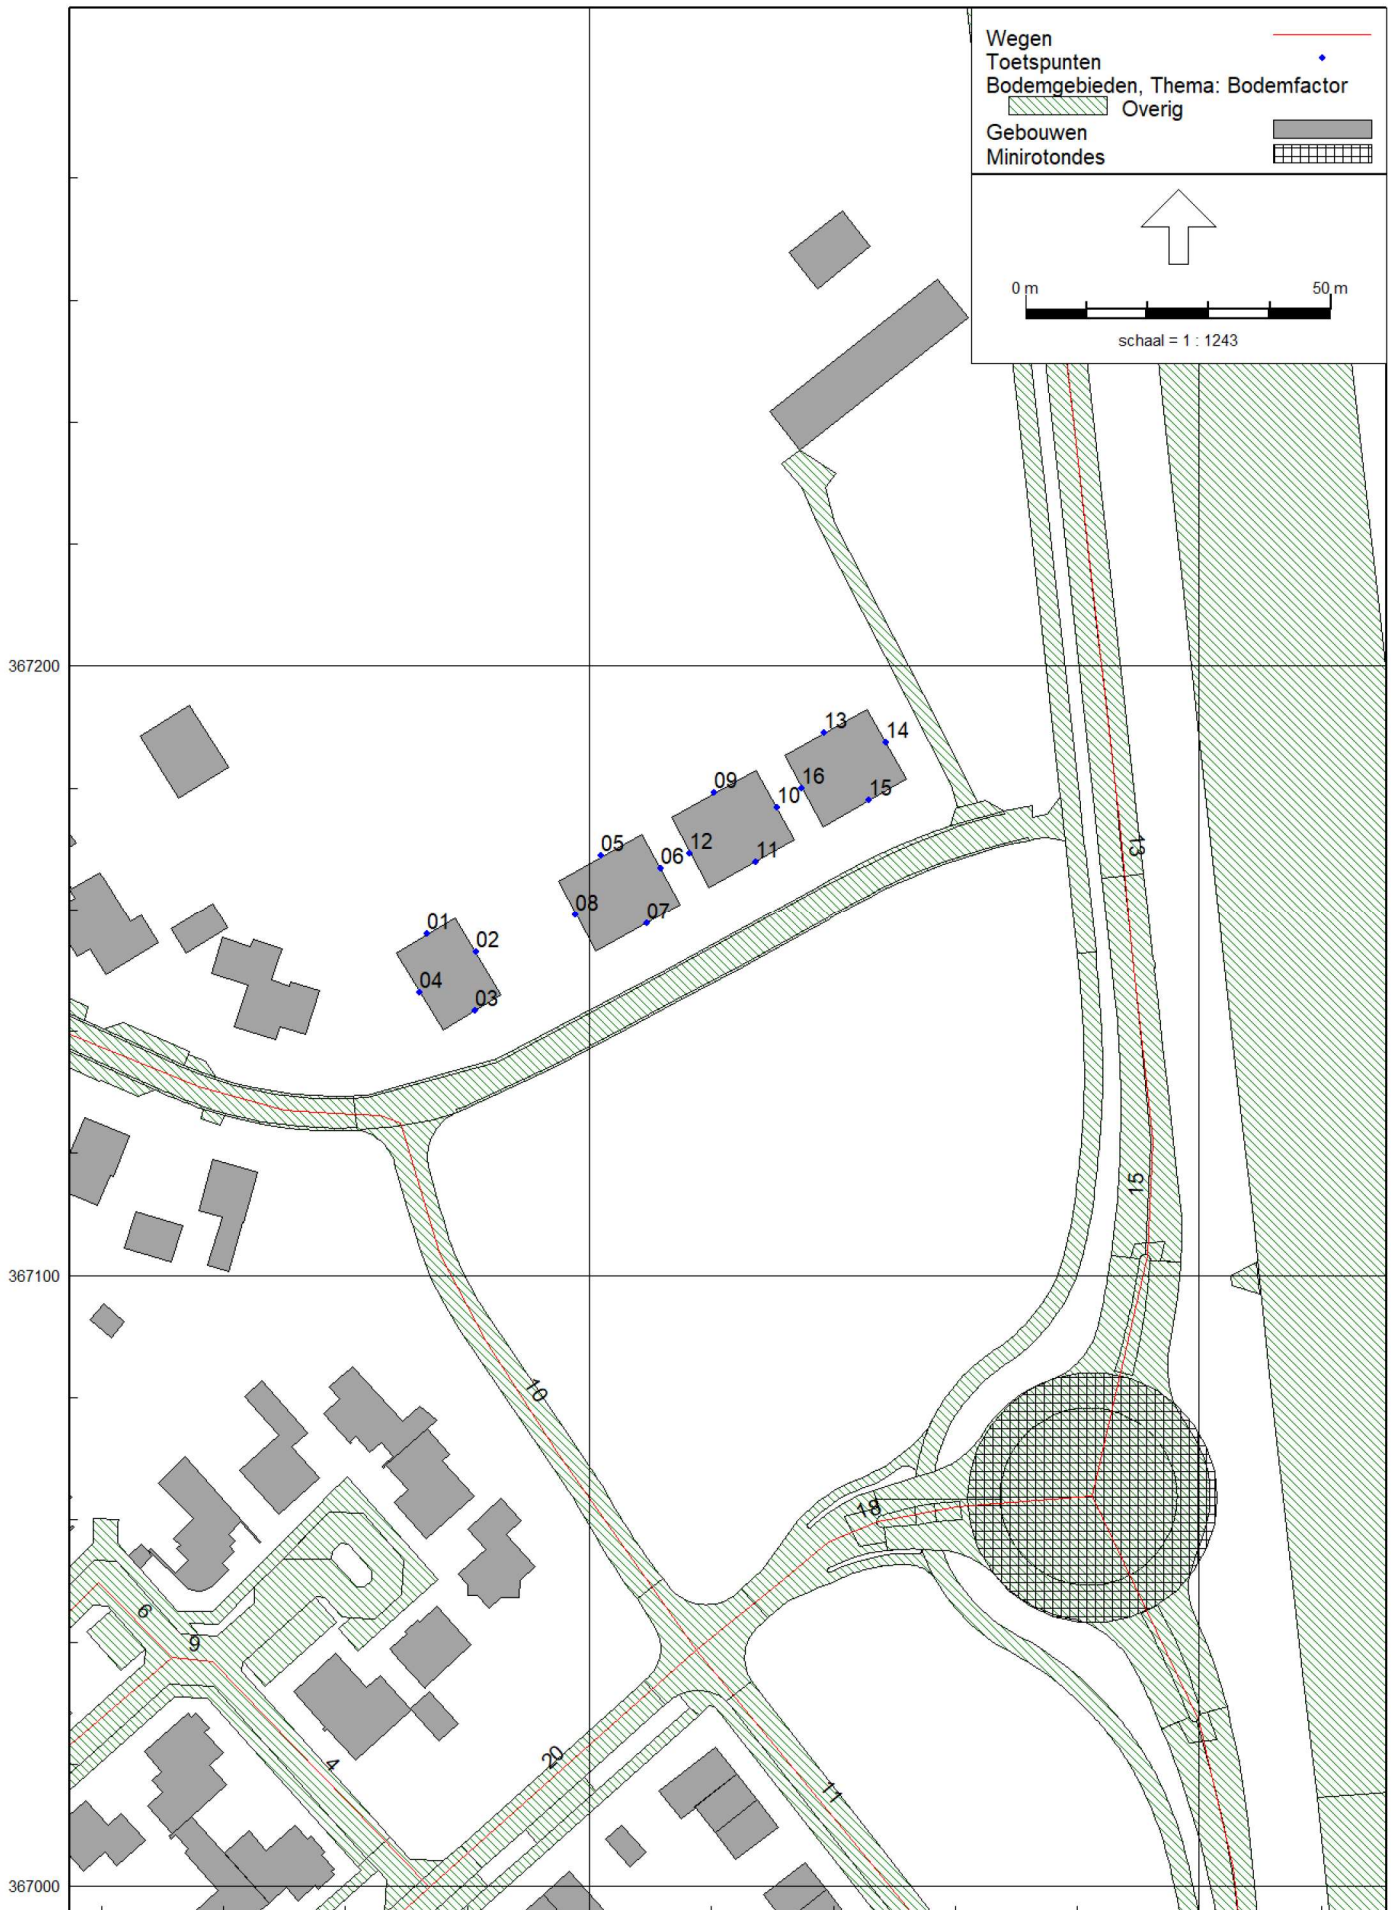 Wegen
Toetspunten
Bodemgebieden, Thema: Bodemfactor
Overig
Gebouwen
Minirotondes
0 m 50 m
schaal = 1 : 1243
367200
13 14
16 15
09 10
12 11
05 06
08 07
01 02
04 03
13
15
367100
10
18
6
9
4
20
11
367000